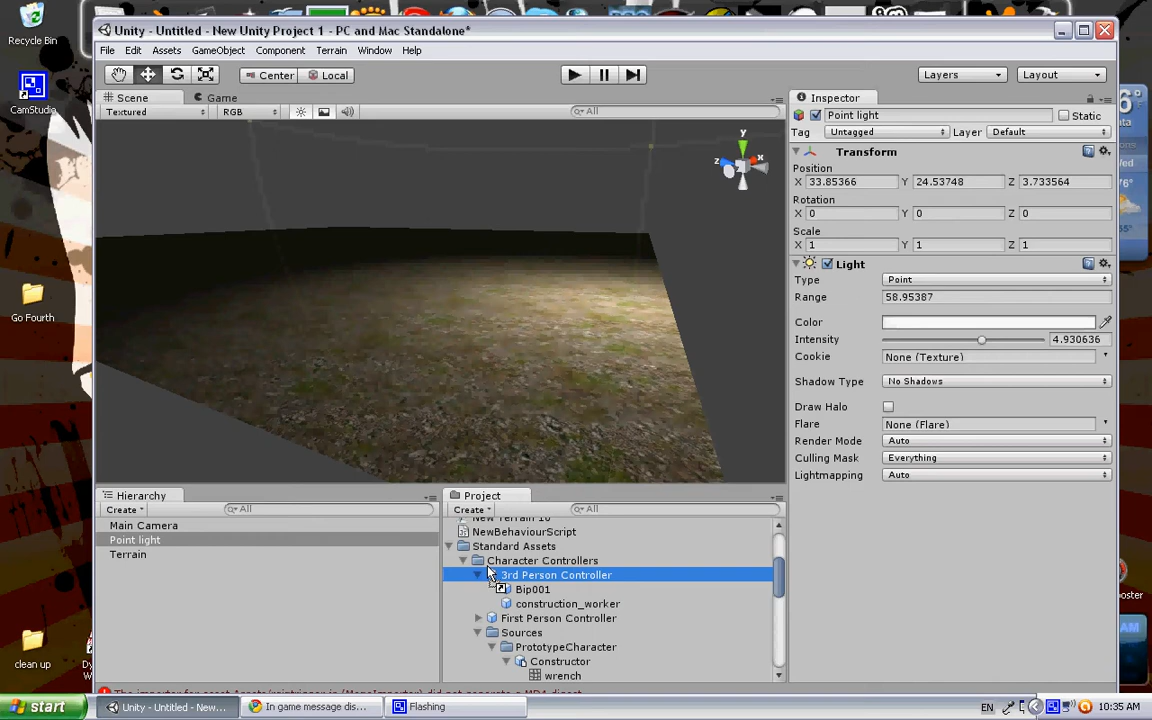 Recycle Bin
CamStudio
Go Fourth
clean up
Unity - Untitled - New Unity Project 1 - PC and Mac Standalone*
File Edit Assets GameObject Component Terrain Window Help
Center Local
Layers Layout
Scene Game
Textured RGB All
y
z x
Inspector
Point light Static
Tag Untagged Layer Default
Transform
Position
X 33.85366 Y 24.53748 Z 3.733564
Rotation
X 0 Y 0 Z 0
Scale
X 1 Y 1 Z 1
Light
Type Point
Range 58.95387
Color
Intensity 4.930636
Cookie None (Texture)
Shadow Type No Shadows
Draw Halo
Flare None (Flare)
Render Mode Auto
Culling Mask Everything
Lightmapping Auto
Hierarchy
Create All
Main Camera
Point light
Terrain
Project
Create All
New Terrain 10
NewBehaviourScript
Standard Assets
Character Controllers
3rd Person Controller
Bip001
construction_worker
First Person Controller
Sources
PrototypeCharacter
Constructor
wrench
start
Unity - Untitled - New...
In game message dis...
Flashing
EN
10:35 AM